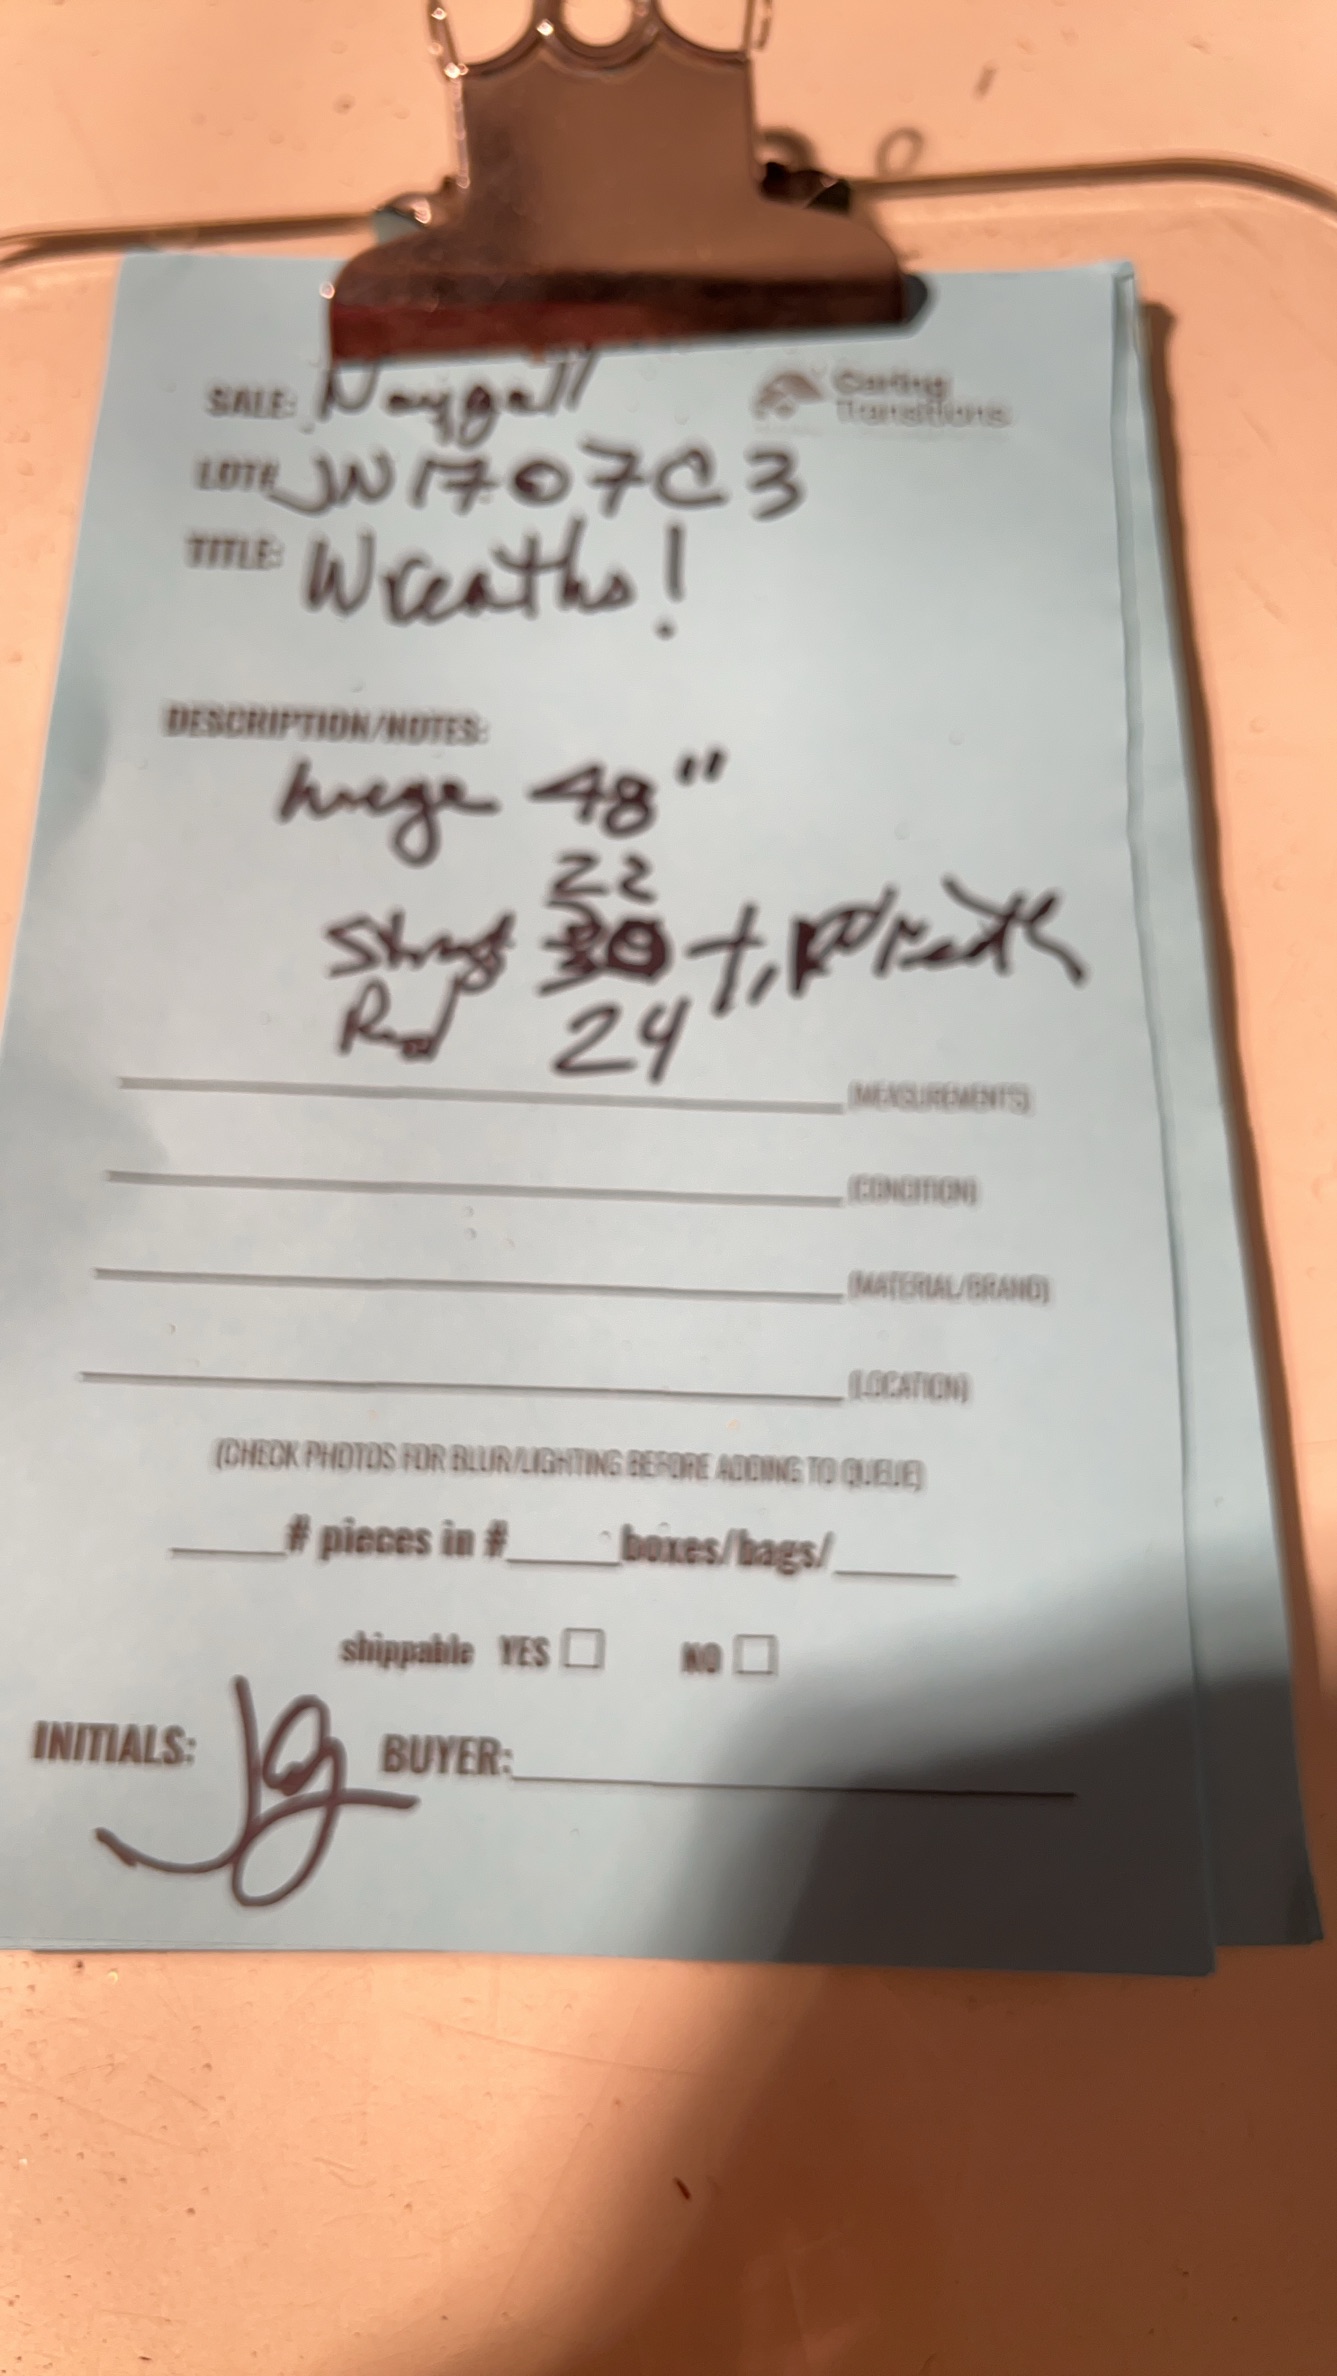 SALE: Naygall
Caring
Transitions
LOT# JN1707C3
TITLE: Wreaths!
DESCRIPTION/NOTES:
48"
22
30
Red 24
(MEASUREMENTS)
(CONDITION)
(MATERIAL/BRAND)
(LOCATION)
(CHECK PHOTOS FOR BLUR/LIGHTING BEFORE ADDING TO QUEUE)
# pieces in # boxes/bags/
shippable YES NO
INITIALS: BUYER: